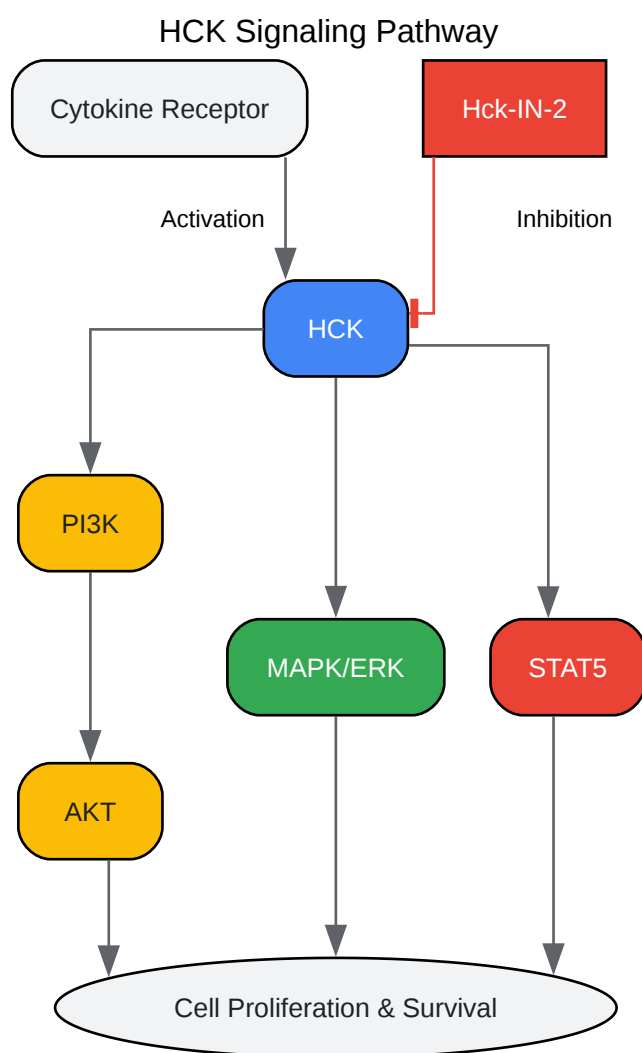 HCK Signaling Pathway
Cytokine Receptor
Hck-IN-2
Activation
Inhibition
HCK
PI3K
MAPK/ERK
STAT5
AKT
Cell Proliferation & Survival